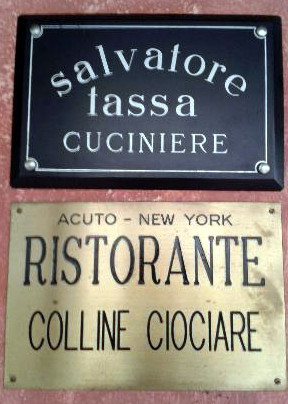 salvatore
tassa
CUCINIERE
ACUTO - NEW YORK
RISTORANTE
COLLINE CIOCIARE